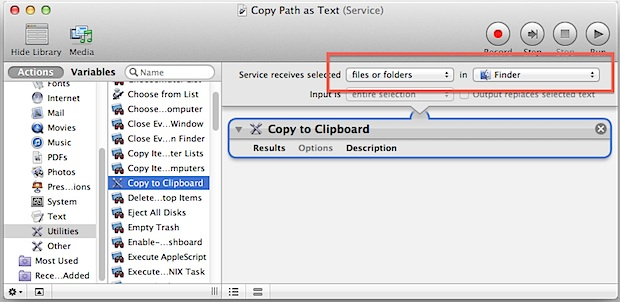 Copy Path as Text (Service)
Hide Library
Media
Record
Step
Stop
Run
Actions
Variables
Name
Service receives selected
files or folders
in
Finder
Input is
entire selection
Output replaces selected text
Fonts
Internet
Mail
Movies
Music
PDFs
Photos
Pres…ions
System
Text
Utilities
Other
Most Used
Rece…Added
Choose from List
Choose…omputer
Close Ev…Window
Close Ev…n Finder
Copy Ite…ter Lists
Copy Ite…mputers
Copy to Clipboard
Delete…top Items
Eject All Disks
Empty Trash
Enable-…shboard
Execute AppleScript
Execute…NIX Task
Copy to Clipboard
Results
Options
Description